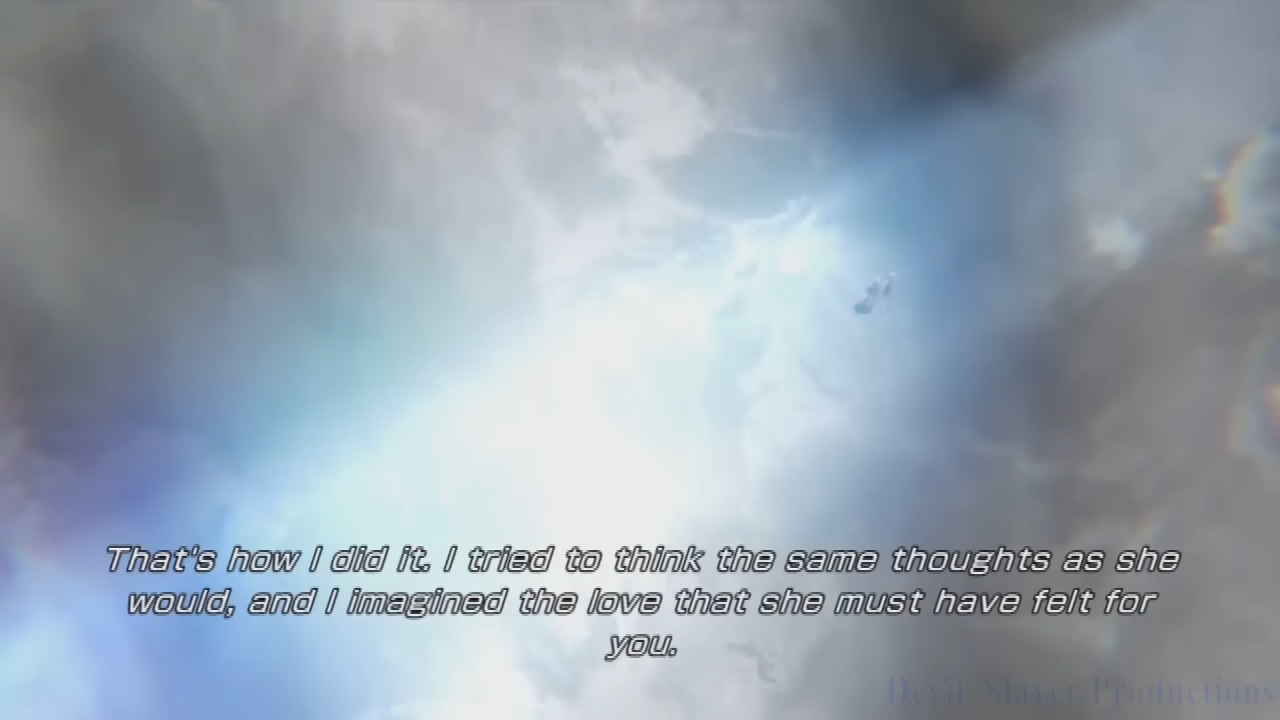 That's how I did it. I tried to think the same thoughts as she
would, and I imagined the love that she must have felt for
you.
Devil Slayer Productions